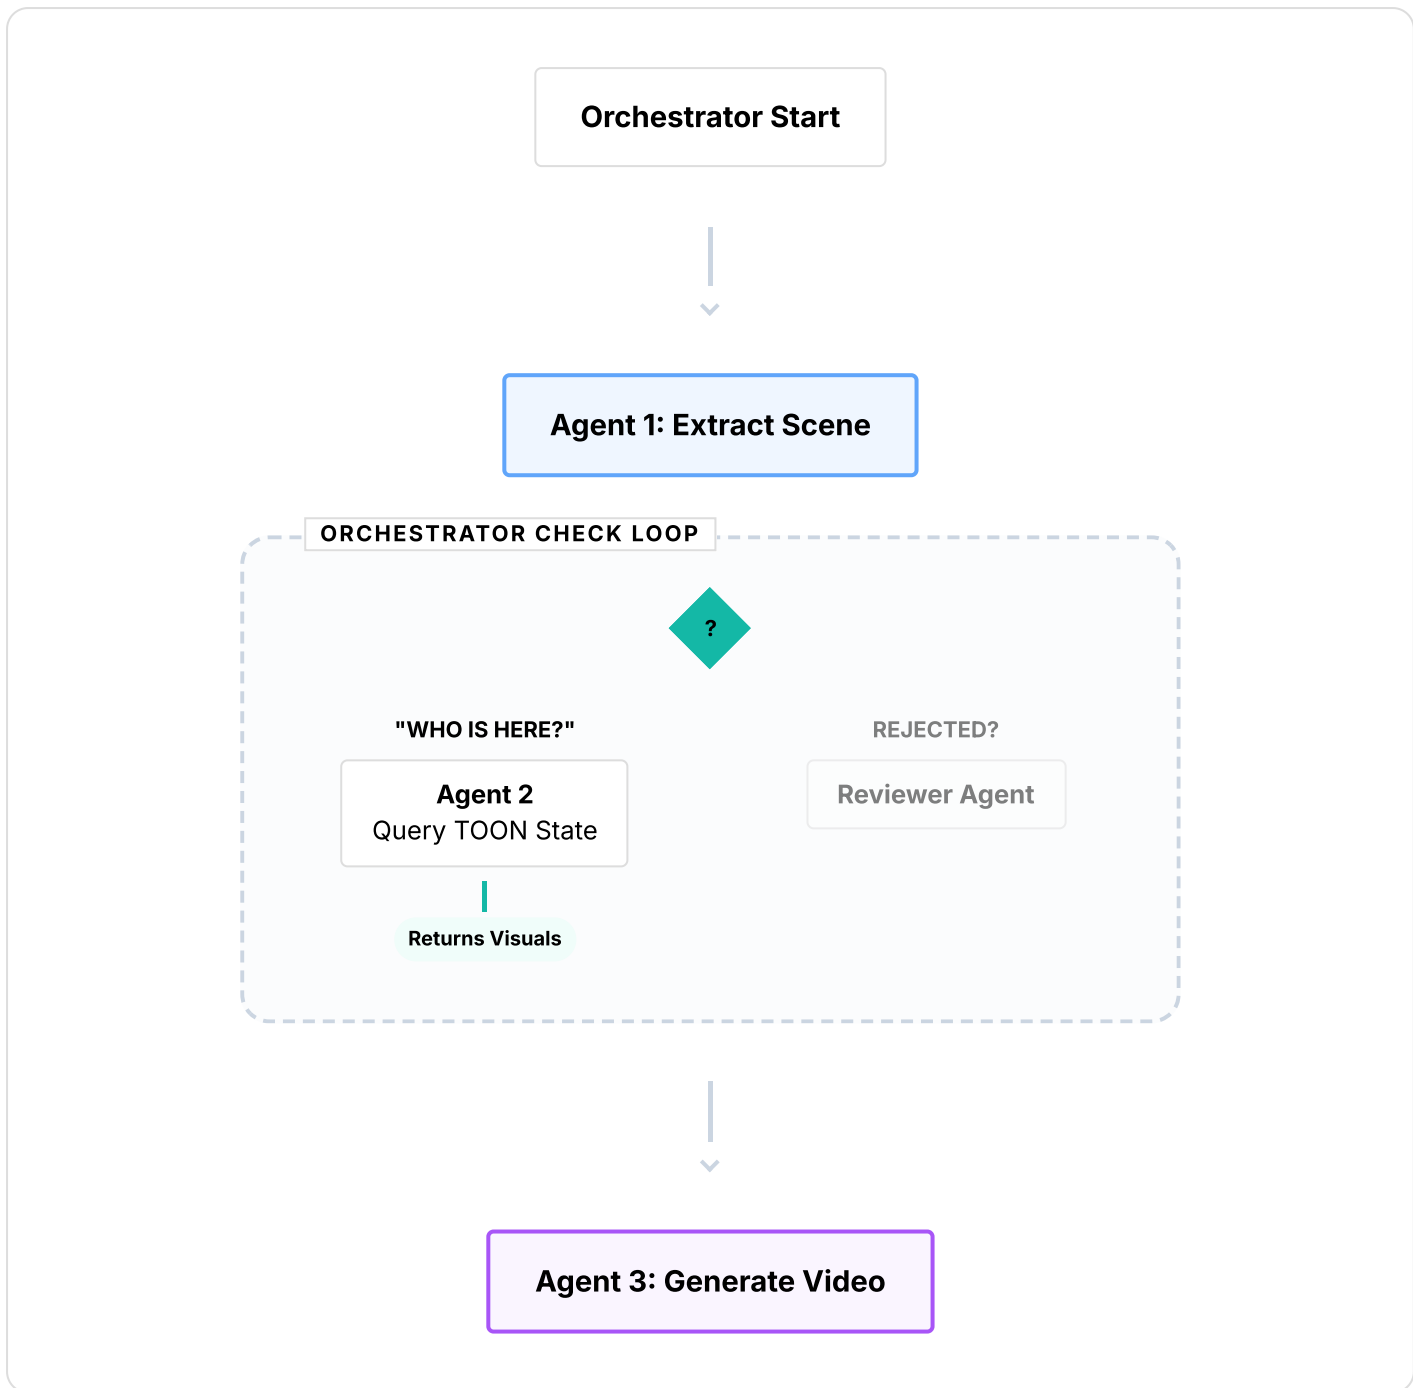 Orchestrator Start
Agent 1: Extract Scene
ORCHESTRATOR CHECK LOOP
?
"WHO IS HERE?"
Agent 2
Query TOON State
Returns Visuals
REJECTED?
Reviewer Agent
Agent 3: Generate Video